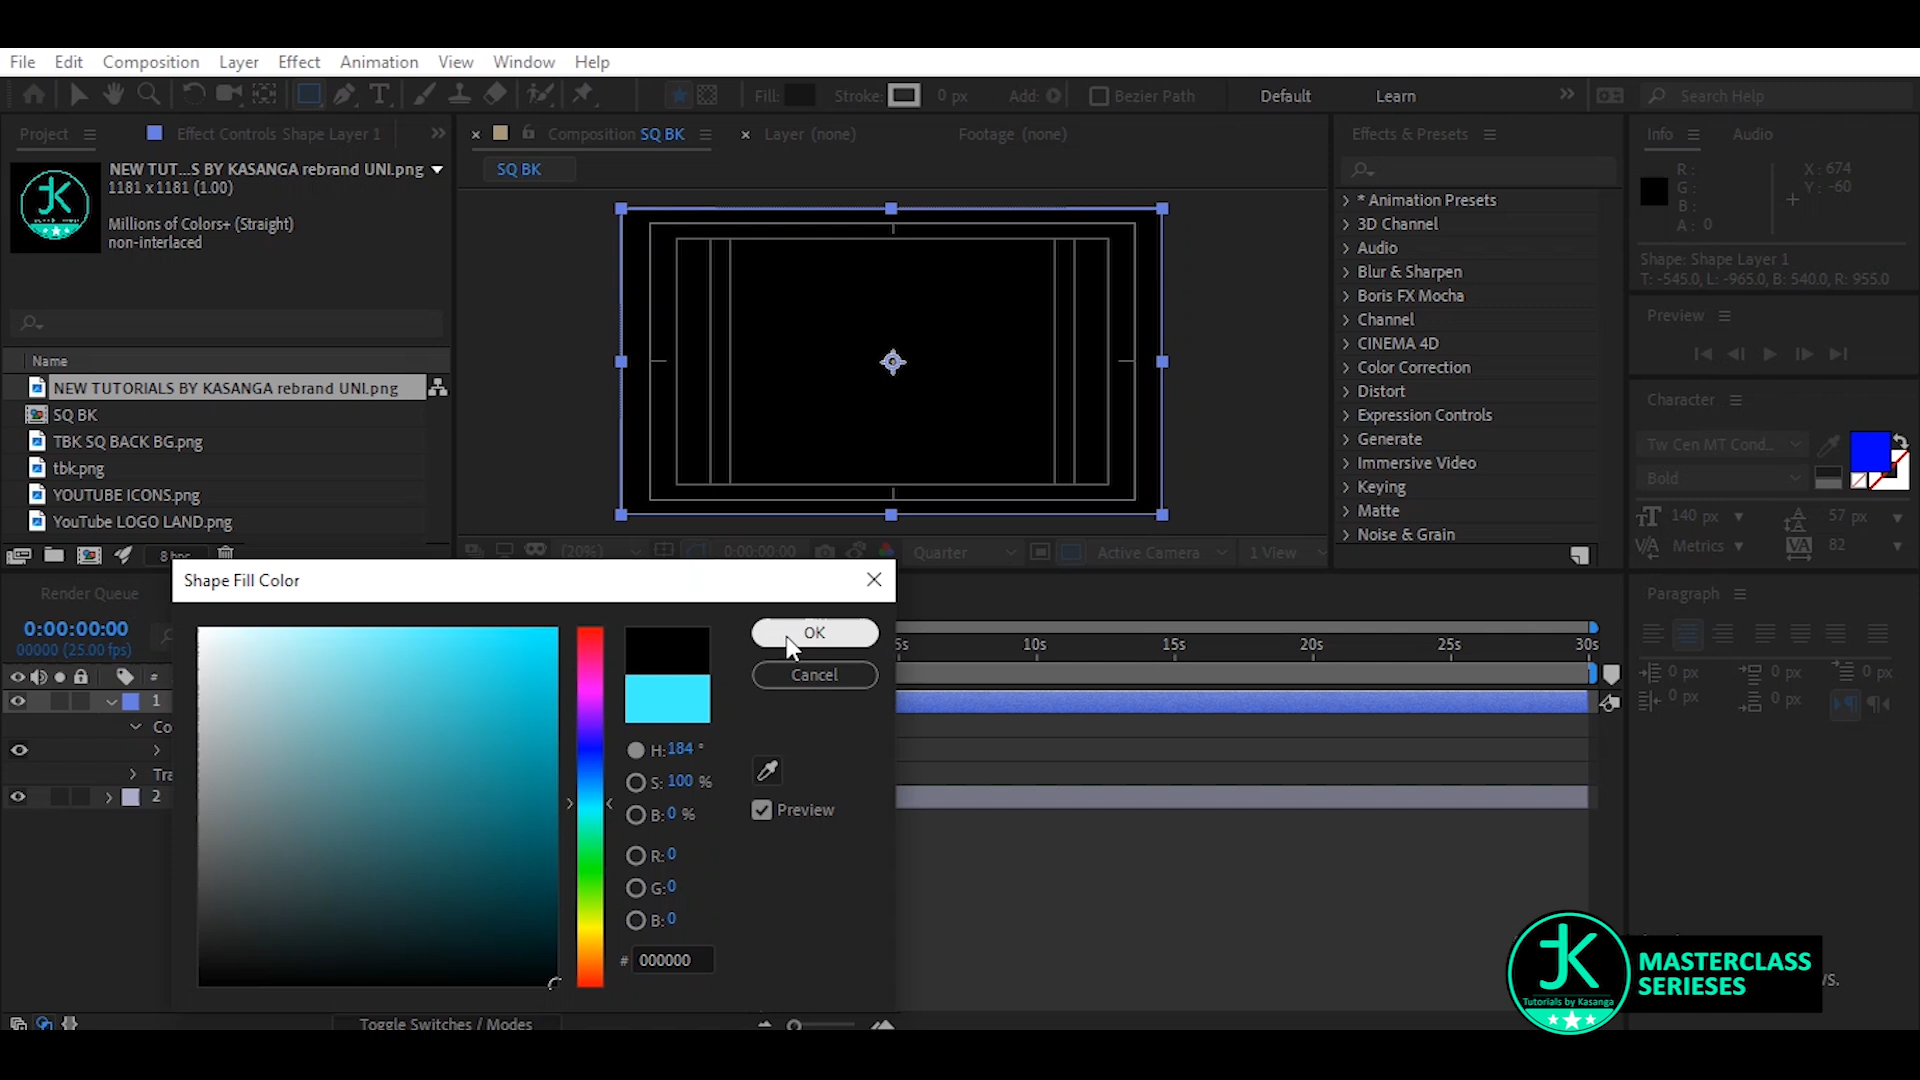 File Edit Composition Layer Effect Animation View Window Help
Fill: Stroke: 0 px Add: Bezier Path Default Learn Search Help
Project Effect Controls Shape Layer 1 Composition SQ BK Layer (none) Footage (none) Effects & Presets Info Audio
NEW TUT...S BY KASANGA rebrand UNI.png
1181 x 1181 (1.00)
Millions of Colors+ (Straight)
non-interlaced
SQ BK
R:
G:
B:
A: 0
X: 674
Y: -60
Shape: Shape Layer 1
T: -545.0, L: -965.0, B: 540.0, R: 955.0
* Animation Presets
3D Channel
Audio
Blur & Sharpen
Boris FX Mocha
Channel
CINEMA 4D
Color Correction
Distort
Expression Controls
Generate
Immersive Video
Keying
Matte
Noise & Grain
Preview
Character
Tw Cen MT Cond...
Bold
140 px 57 px
Metrics 82
Name
NEW TUTORIALS BY KASANGA rebrand UNI.png
SQ BK
TBK SQ BACK BG.png
tbk.png
YOUTUBE ICONS.png
YouTube LOGO LAND.png
8 bpc
(20%) 0:00:00:00 Quarter Active Camera 1 View
Render Queue
0:00:00:00
00000 (25.00 fps)
#
1
Co
Tra
2
Shape Fill Color
OK
Cancel
H: 184 °
S: 100 %
B: 0 %
R: 0
G: 0
B: 0
# 000000
Preview
5s 10s 15s 20s 25s 30s
Paragraph
0 px 0 px 0 px
0 px 0 px
Toggle Switches / Modes
JK
Tutorials by Kasanga
MASTERCLASS
SERIESES
vs.